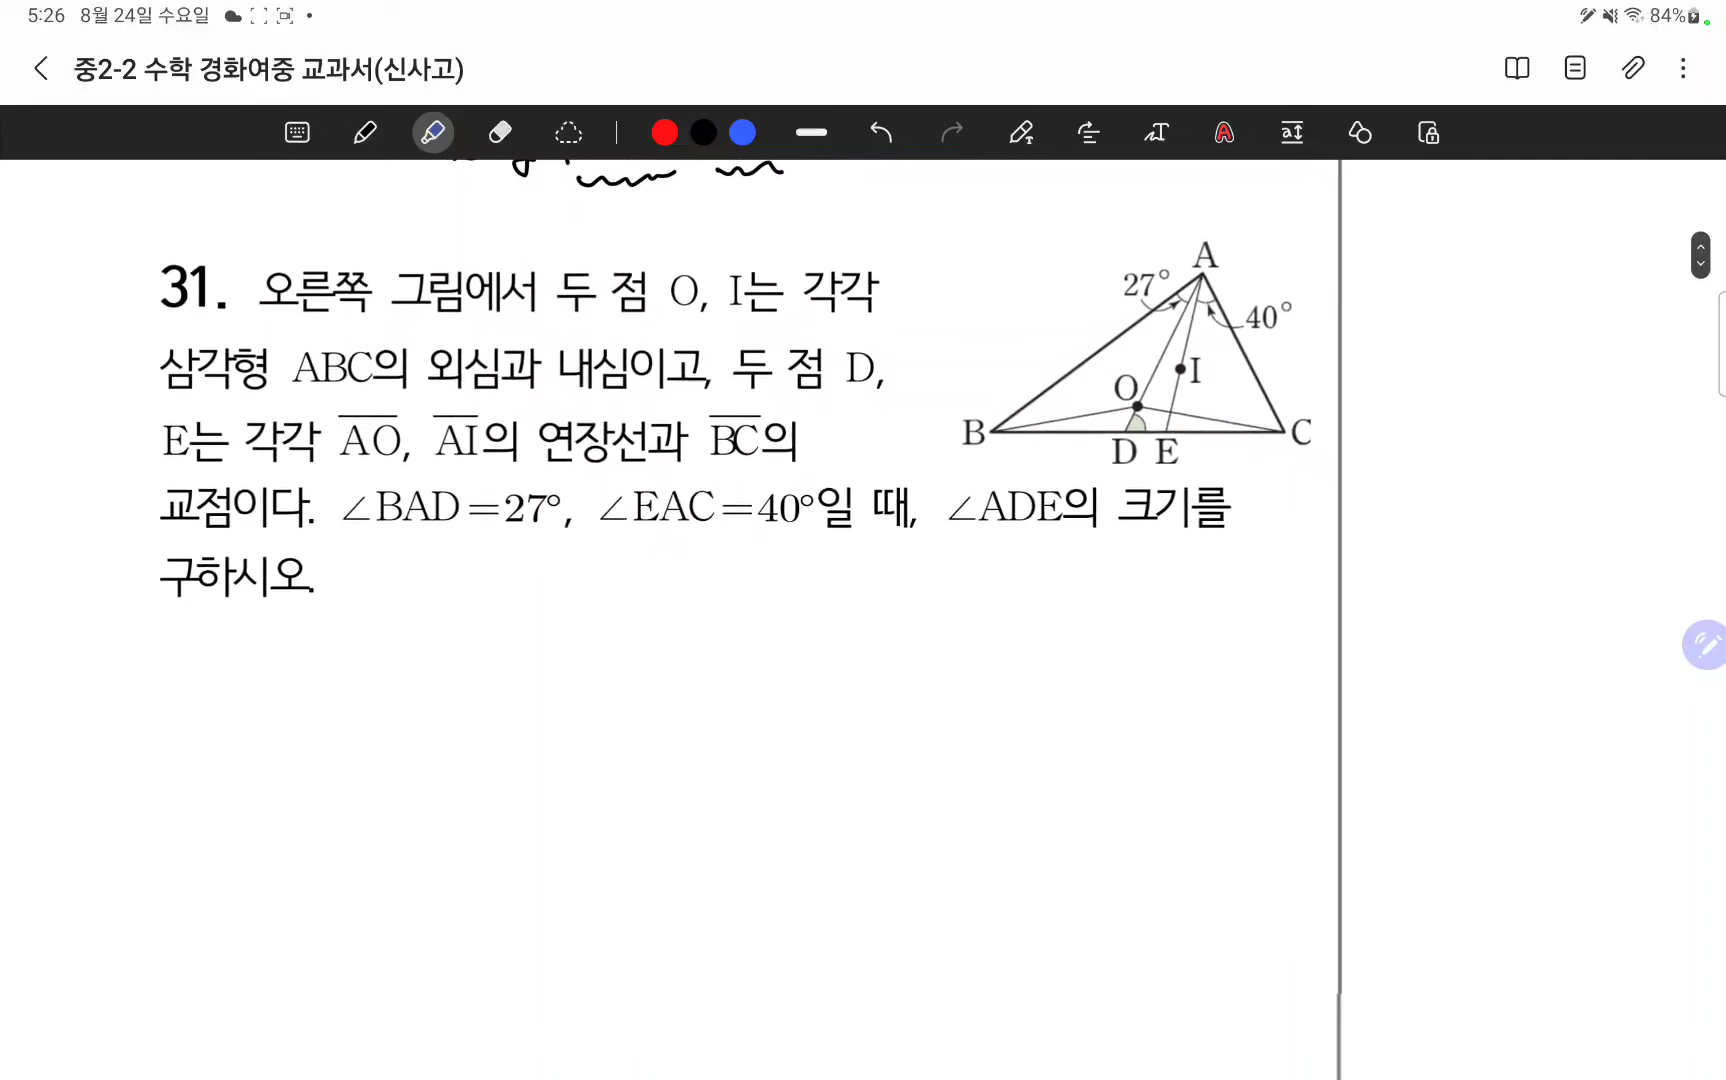 5:26 8월 24일 수요일
84%
중2-2 수학 경화여중 교과서(신사고)
31. 오른쪽 그림에서 두 점 O, I는 각각
삼각형 ABC의 외심과 내심이고, 두 점 D,
E는 각각 AO, AI의 연장선과 BC의
교점이다. ∠BAD=27°, ∠EAC=40°일 때, ∠ADE의 크기를
구하시오.
A
27°
40°
I
O
B
C
D E